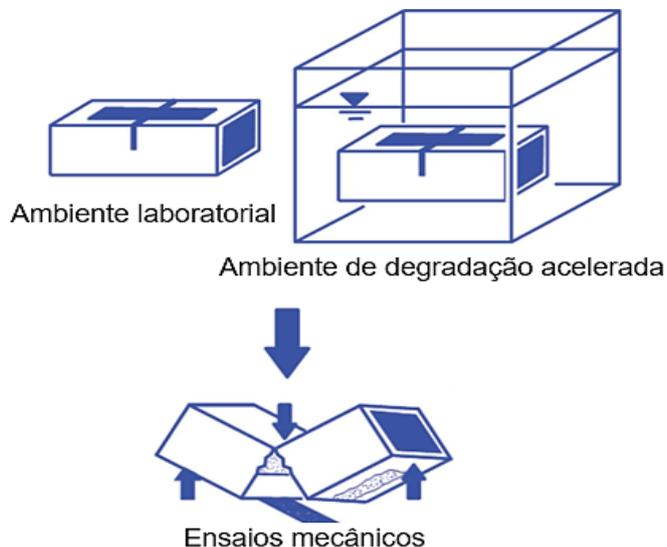 Ambiente laboratorial
Ambiente de degradação acelerada
Ensaios mecânicos